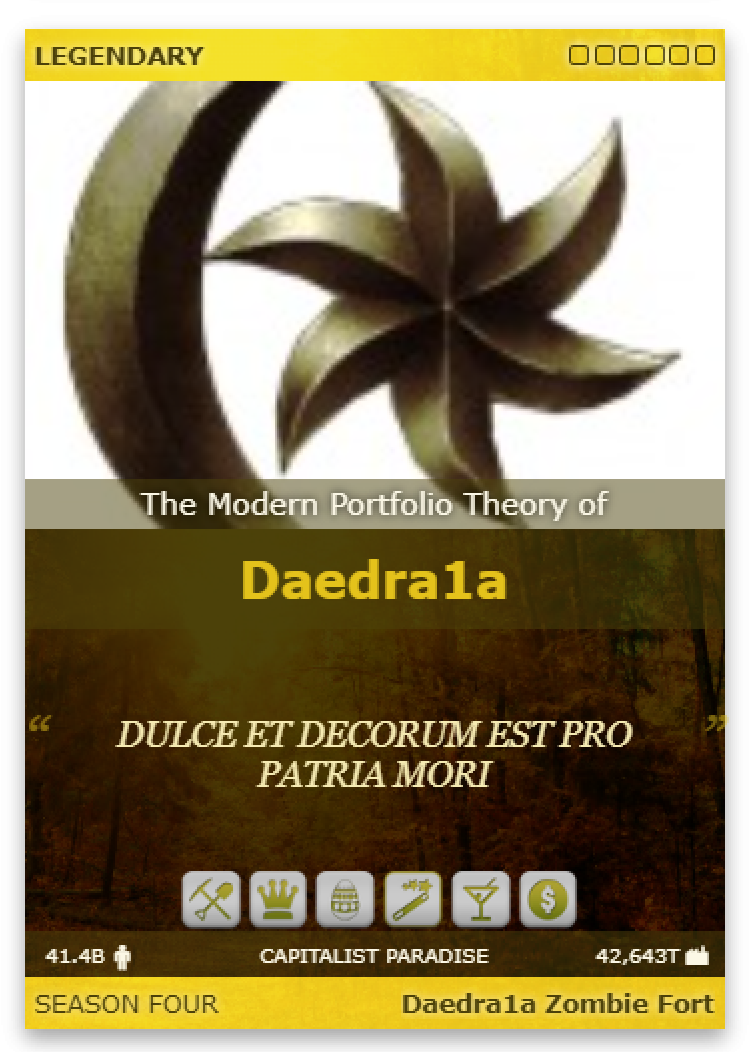 LEGENDARY
The Modern Portfolio Theory of
Daedra1a
“ DULCE ET DECORUM EST PRO ”
PATRIA MORI
$
41.4B CAPITALIST PARADISE 42,643T
SEASON FOUR Daedra1a Zombie Fort